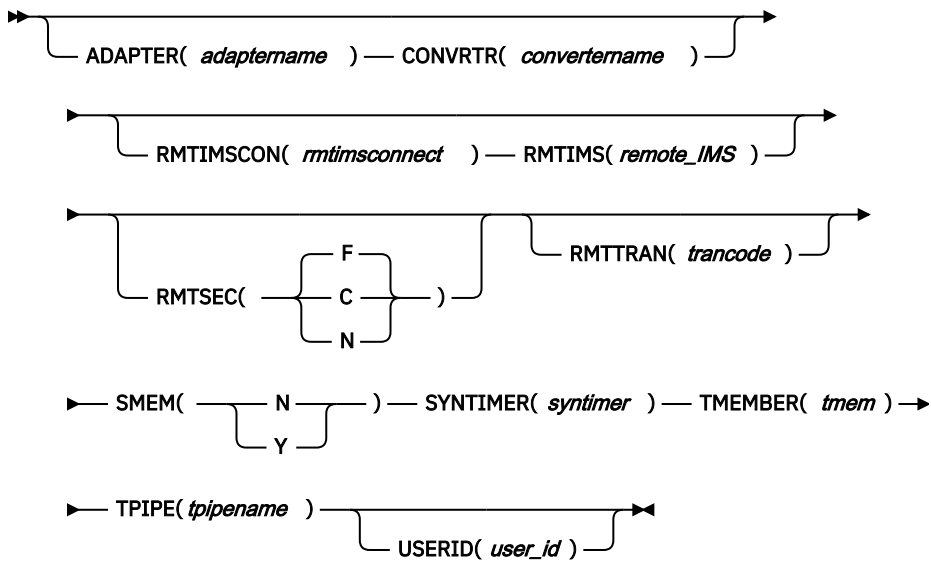 ADAPTER( adaptername ) CONVRTR( convertername )
RMTIMSCON( rmtimsconnect ) RMTIMS( remote_IMS )
RMTTRAN( trancode )
F
RMTSEC( C )
N
SMEM( N ) SYNTIMER( syntimer ) TMEMBER( tmem )
Y
TPIPE( tpipename )
USERID( user_id )